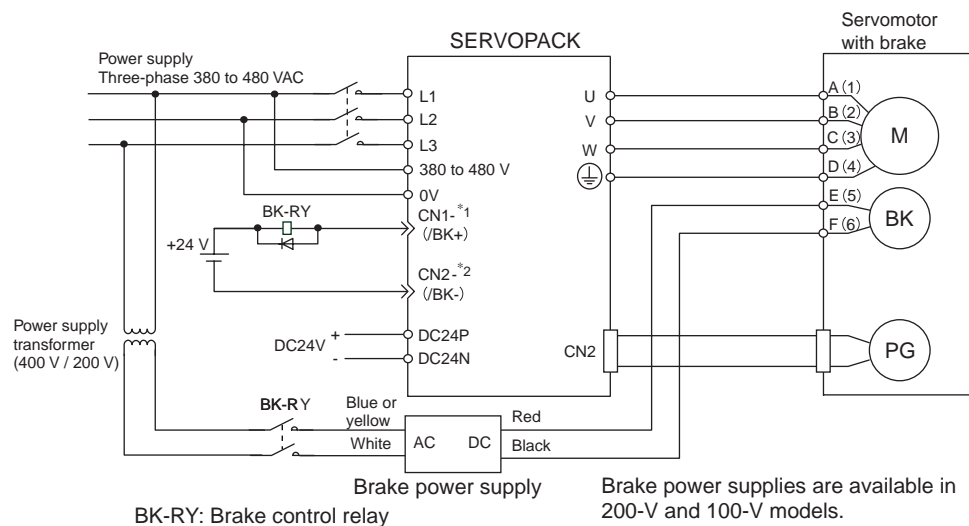 Servomotor
with brake
SERVOPACK
Power supply
Three-phase 380 to 480 VAC
L1
L2
L3
380 to 480 V
0V
U
V
W
A (1)
B (2)
C (3)
D (4)
M
E (5)
F (6)
BK
BK-RY
+24 V
CN1-*1
(/BK+)
CN2-*2
(/BK-)
Power supply
transformer
(400 V / 200 V)
DC24V
+
-
DC24P
DC24N
CN2
PG
BK-RY
Blue or
yellow
White
AC
DC
Red
Black
Brake power supply
Brake power supplies are available in
200-V and 100-V models.
BK-RY: Brake control relay